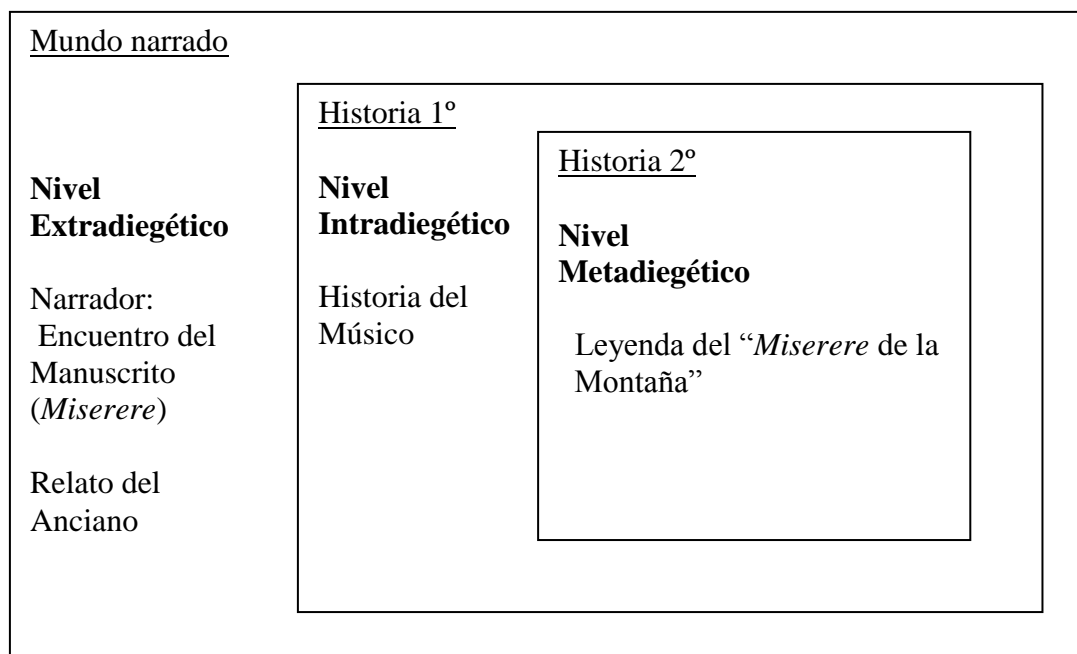 Mundo narrado
Nivel
Extradiegético
Narrador:
Encuentro del
Manuscrito
(Miserere)
Relato del
Anciano
Historia 1º
Nivel
Intradiegético
Historia del
Músico
Historia 2º
Nivel
Metadiegético
Leyenda del “Miserere de la
Montaña”